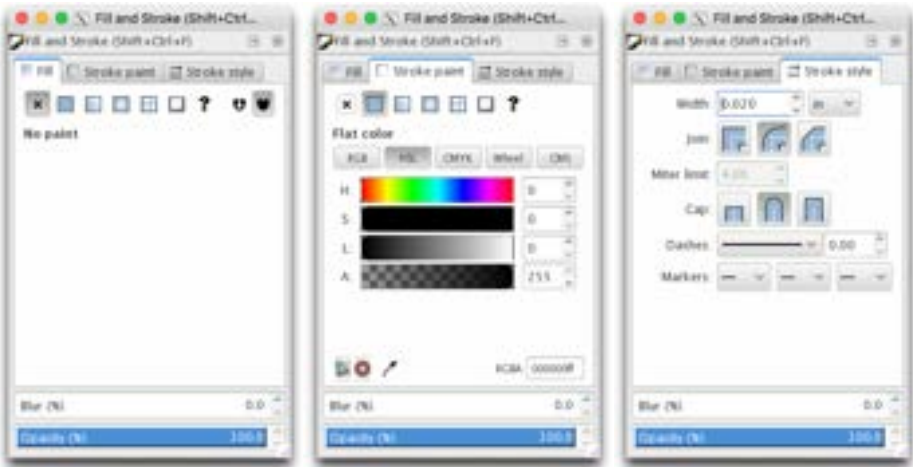 Fill and Stroke (Shift+Ctrl...
Fill and Stroke (Shift+Ctrl+F)
Fill
Stroke paint
Stroke style
?
No paint
Blur (%)
0.0
Opacity (%)
100.0
Fill and Stroke (Shift+Ctrl...
Fill and Stroke (Shift+Ctrl+F)
Fill
Stroke paint
Stroke style
?
Flat color
RGB
HSL
CMYK
Wheel
CMS
H:
0
S:
0
L:
0
A:
255
RGBA: 000000ff
Blur (%)
0.0
Opacity (%)
100.0
Fill and Stroke (Shift+Ctrl...
Fill and Stroke (Shift+Ctrl+F)
Fill
Stroke paint
Stroke style
Width:
0.020
in
Join:
Miter limit:
Cap:
Dashes:
0.00
Markers:
Blur (%)
0.0
Opacity (%)
100.0